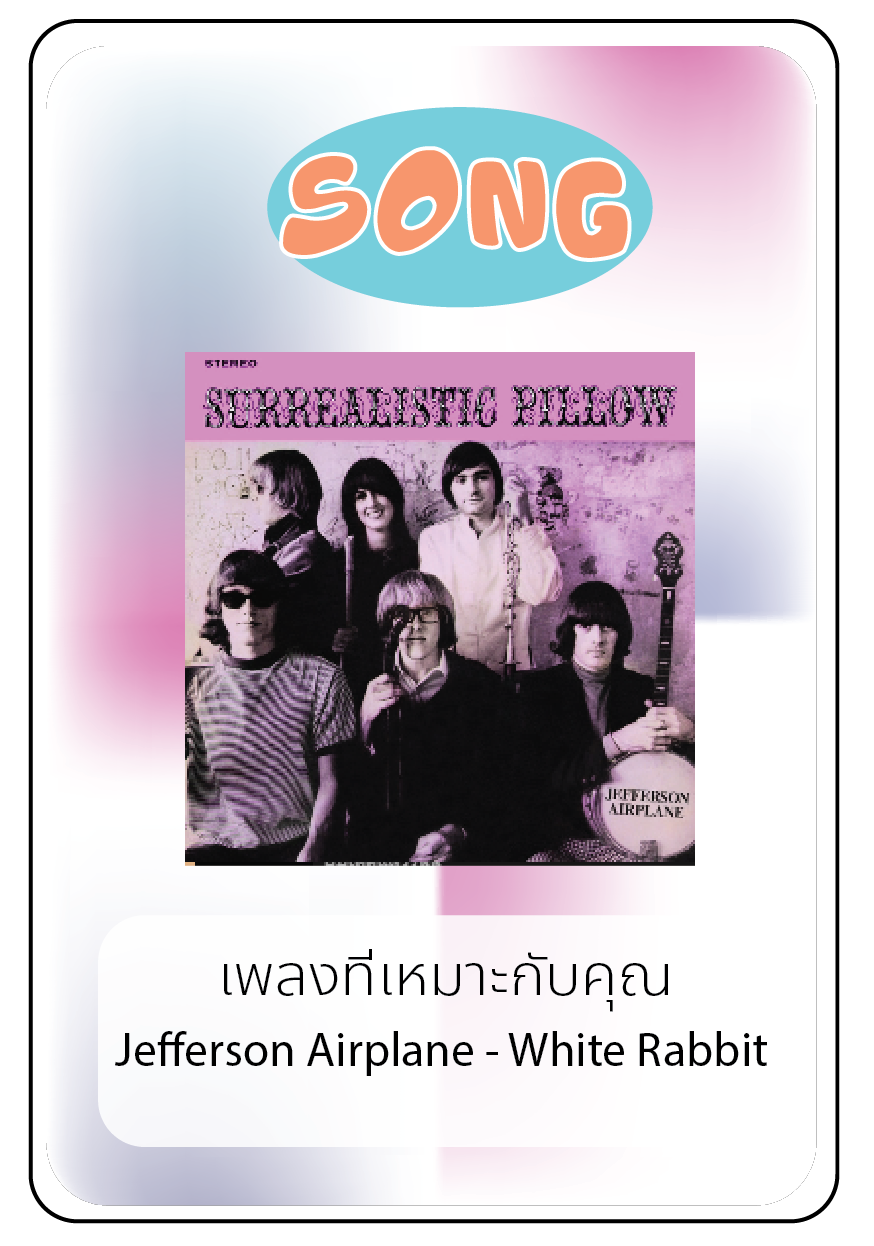 SONG
STEREO
SURREALISTIC PILLOW
JEFFERSON
AIRPLANE
เพลงที่เหมาะกับคุณ
Jefferson Airplane - White Rabbit